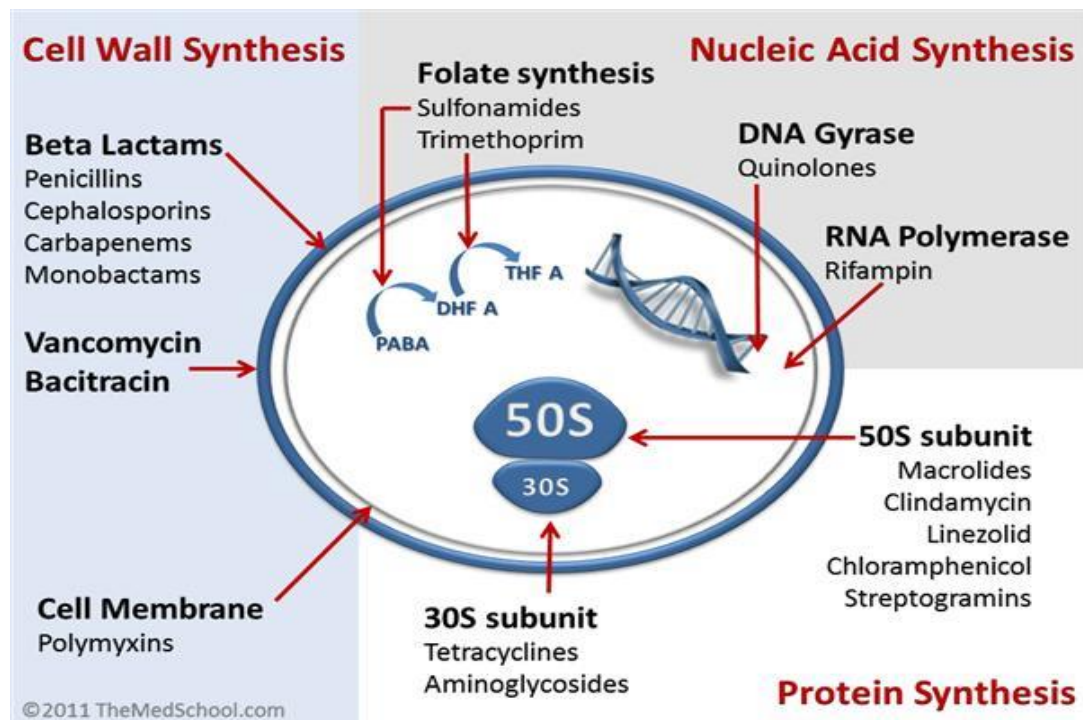 Cell Wall Synthesis
Beta Lactams
Penicillins
Cephalosporins
Carbapenems
Monobactams
Vancomycin
Bacitracin
Cell Membrane
Polymyxins
©2011 TheMedSchool.com
Folate synthesis
Sulfonamides
Trimethoprim
PABA
DHF A
THF A
Nucleic Acid Synthesis
DNA Gyrase
Quinolones
RNA Polymerase
Rifampin
50S
30S
50S subunit
Macrolides
Clindamycin
Linezolid
Chloramphenicol
Streptogramins
30S subunit
Tetracyclines
Aminoglycosides
Protein Synthesis